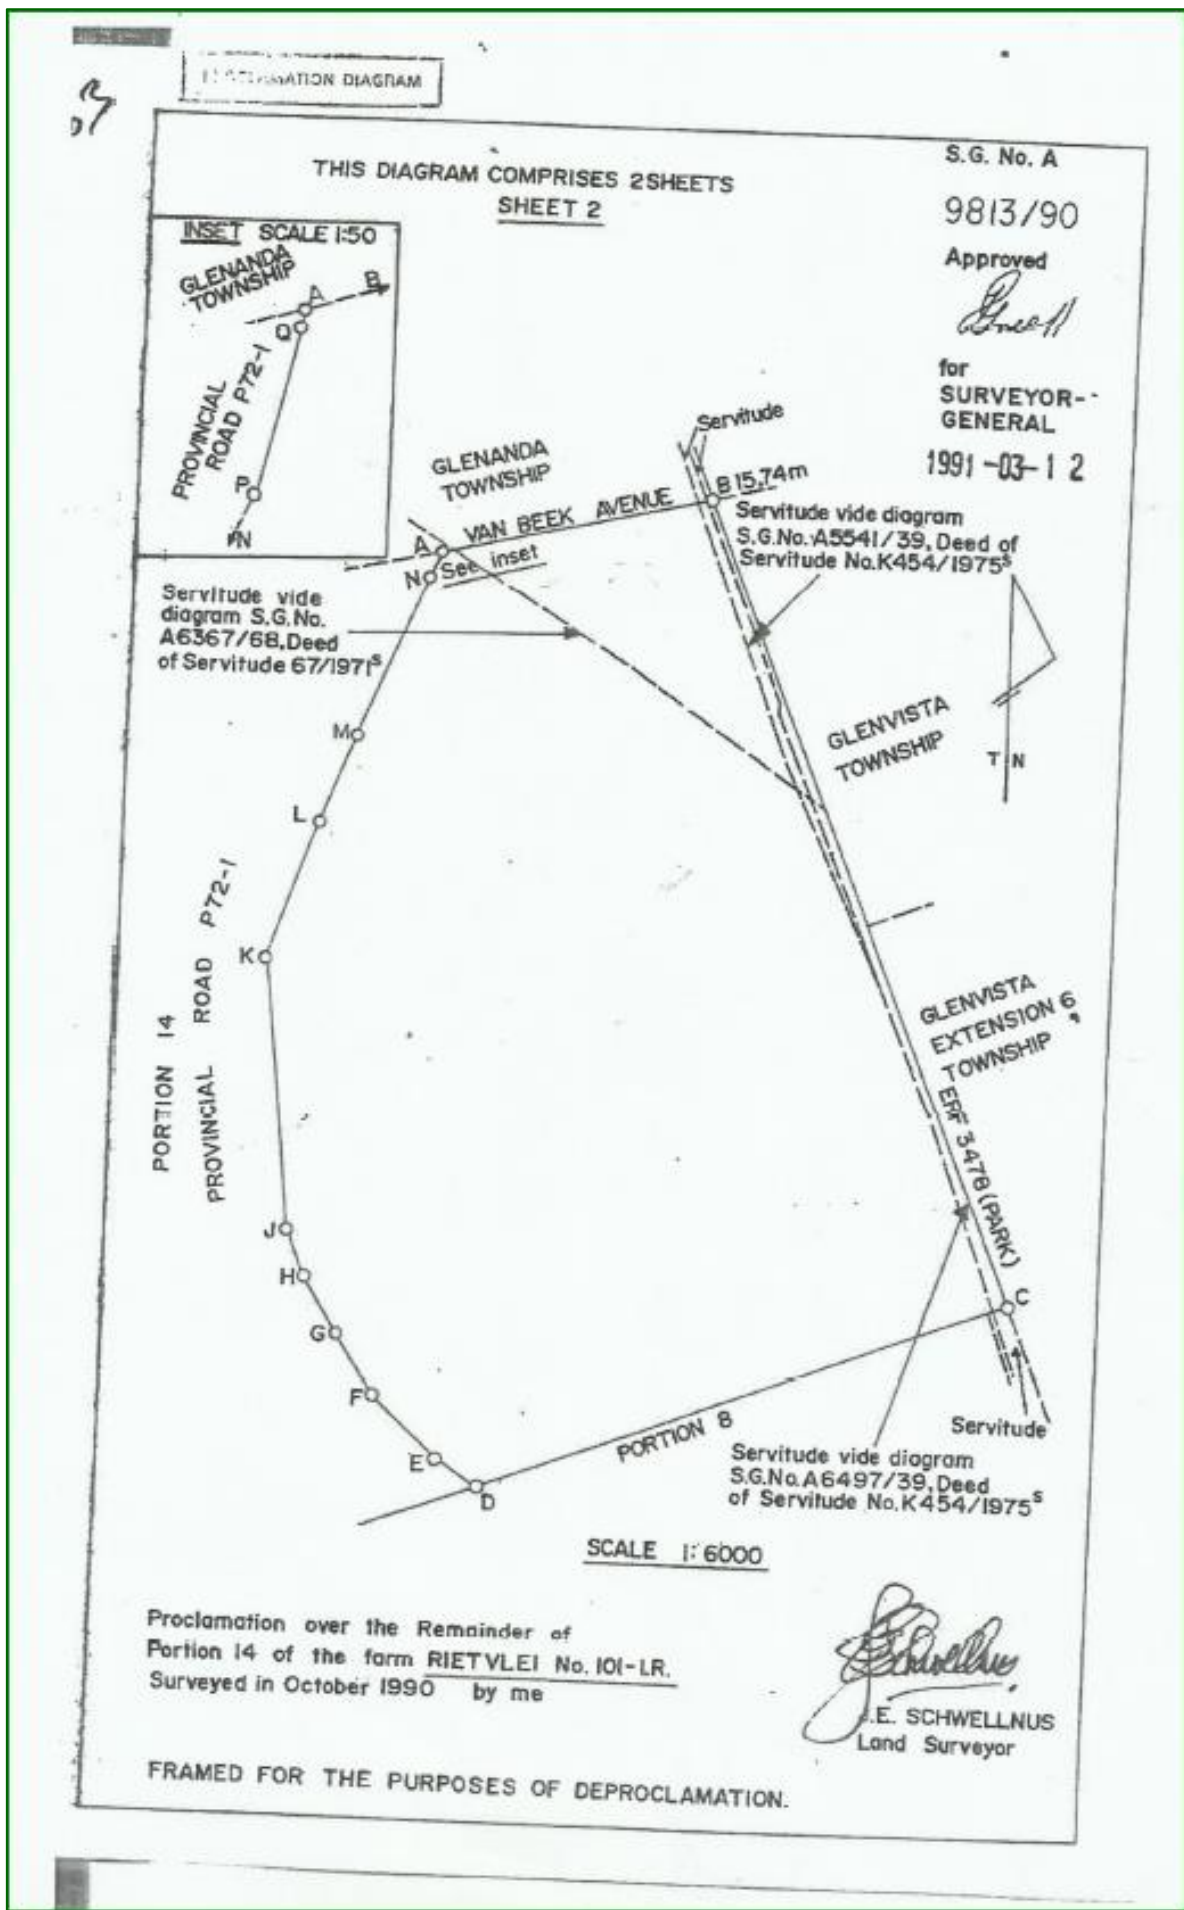 DIAGRAM
THIS DIAGRAM COMPRISES 2 SHEETS
SHEET 2
S.G. No. A
9813/90
Approved
for
SURVEYOR-
GENERAL
1991-03-12
INSET SCALE 1:50
GLENANDA
TOWNSHIP
A
B
Q
PROVINCIAL
ROAD P72-1
P
N
Servitude
GLENANDA
TOWNSHIP
B 15,74m
VAN BEEK AVENUE
A
N
See inset
Servitude vide diagram
S.G.No. A5541/39, Deed of
Servitude No. K454/1975s
Servitude vide
diagram S.G.No.
A6367/68, Deed
of Servitude 67/1971s
M
GLENVISTA
TOWNSHIP
T N
L
K
PORTION 14
PROVINCIAL ROAD P72-1
GLENVISTA
EXTENSION 6
TOWNSHIP
ERF 3478 (PARK)
J
H
G
F
E
D
C
PORTION 8
Servitude
Servitude vide diagram
S.G.No. A6497/39, Deed
of Servitude No. K454/1975s
SCALE 1:6000
Proclamation over the Remainder of
Portion 14 of the farm RIETVLEI No. 101-I.R.
Surveyed in October 1990 by me
J.E. SCHWELLNUS
Land Surveyor
FRAMED FOR THE PURPOSES OF DEPROCLAMATION.